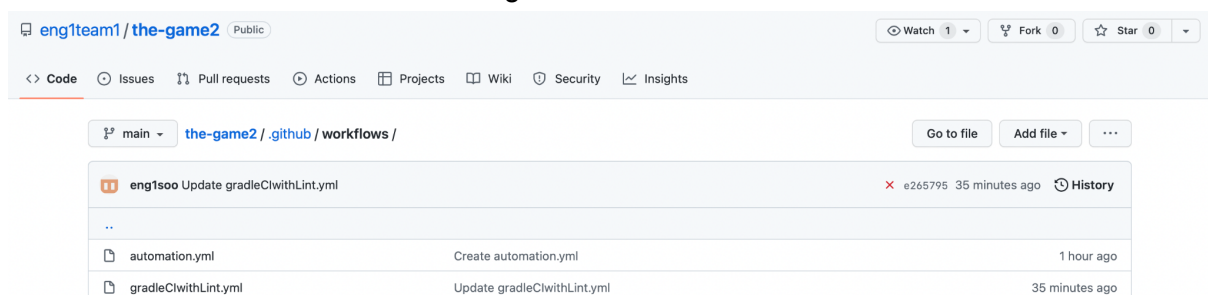 eng1team1 / the-game2 Public Watch 1 Fork 0 Star 0
<> Code Issues Pull requests Actions Projects Wiki Security Insights
main the-game2 / .github / workflows / Go to file Add file ...
eng1soo Update gradleCIwithLint.yml e265795 35 minutes ago History
..
automation.yml Create automation.yml 1 hour ago
gradleCIwithLint.yml Update gradleCIwithLint.yml 35 minutes ago